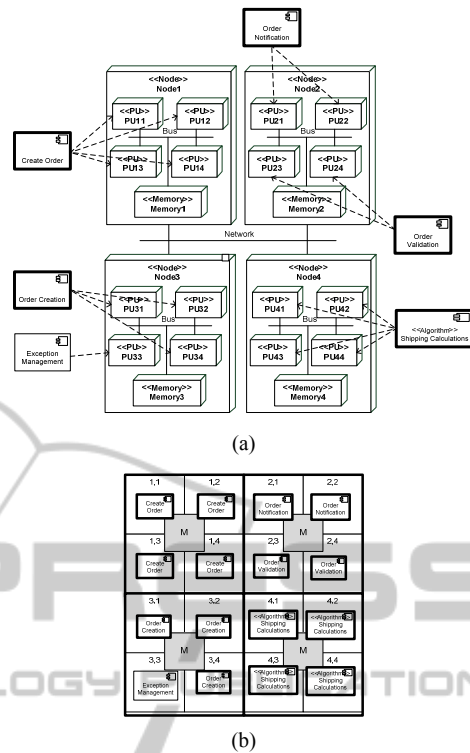 Order
Notification
<<Node>>
Node1
<<Node>>
Node2
<<PU>>
PU11
<<PU>>
PU12
<<PU>>
PU21
<<PU>>
PU22
Bus
Bus
Create Order
<<PU>>
PU13
<<PU>>
PU14
<<PU>>
PU23
<<PU>>
PU24
<<Memory>>
Memory1
<<Memory>>
Memory2
Order
Validation
Network
<<Node>>
Node3
<<Node>>
Node4
Order Creation
<<PU>>
PU31
<<PU>>
PU32
<<PU>>
PU41
<<PU>>
PU42
Bus
Bus
<<Algorithm>>
Shipping Calculations
Exception
Management
<<PU>>
PU33
<<PU>>
PU34
<<PU>>
PU43
<<PU>>
PU44
<<Memory>>
Memory3
<<Memory>>
Memory4
(a)
1,1 1,2 2,1 2,2
Create
Order
Create
Order
Order
Notification
Order
Notification
M M
1,3 1,4 2,3 2,4
Create
Order
Create
Order
Order
Validation
Order
Validation
3,1 3,2 4,1 4,2
Order
Creation
Order
Creation
<<Algorithm>>
Shipping
Calculations
<<Algorithm>>
Shipping
Calculations
M M
3,3 3,4 4,3 4,4
Exception
Management
Order
Creation
<<Algorithm>>
Shipping
Calculations
<<Algorithm>>
Shipping
Calculations
(b)